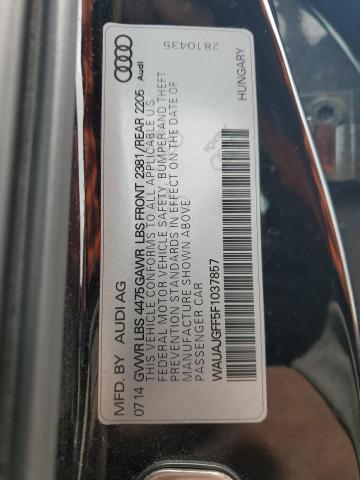 MFD. BY AUDI AG
07 14 GVWR LBS 4475 GAWR LBS FRONT 2381 /REAR 2205
THIS VEHICLE CONFORMS TO ALL APPLICABLE U.S.
FEDERAL MOTOR VEHICLE SAFETY, BUMPER AND THEFT
PREVENTION STANDARDS IN EFFECT ON THE DATE OF
MANUFACTURE SHOWN ABOVE/
PASSENGER CAR
WAUAJGFF5F1037857
HUNGARY
2810435
Audi